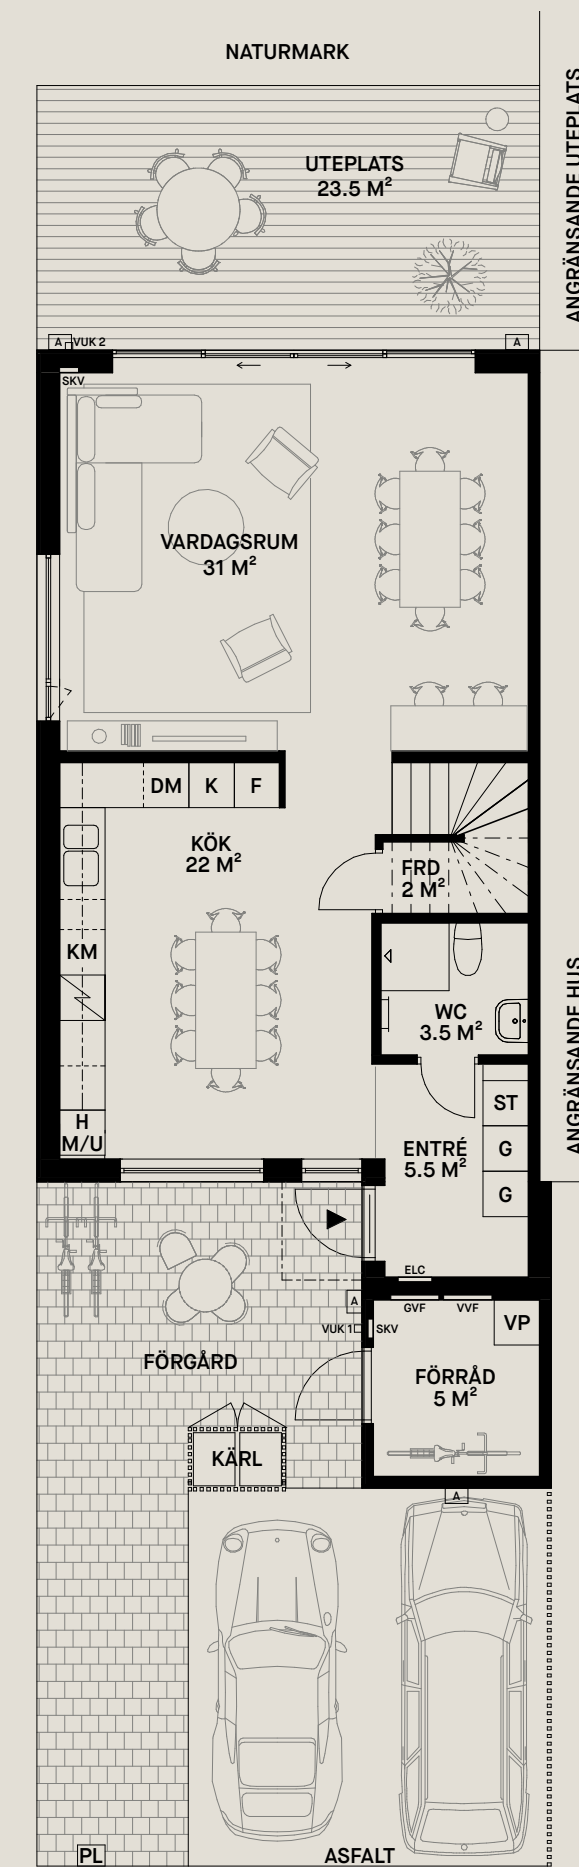 NATURMARK
ANGRÄNSANDE UTEPLATS
UTEPLATS
23.5 M²
A
VUK 2
A
SKV
VARDAGSRUM
31 M²
DM
K
F
KÖK
22 M²
FRD
2 M²
KM
WC
3.5 M²
ANGRÄNSANDE HUS
ST
H
M/U
ENTRÉ
5.5 M²
G
G
ELC
A
GVF
VVF
VP
VUK 1
SKV
FÖRGÅRD
FÖRRÅD
5 M²
KÄRL
A
PL
ASFALT